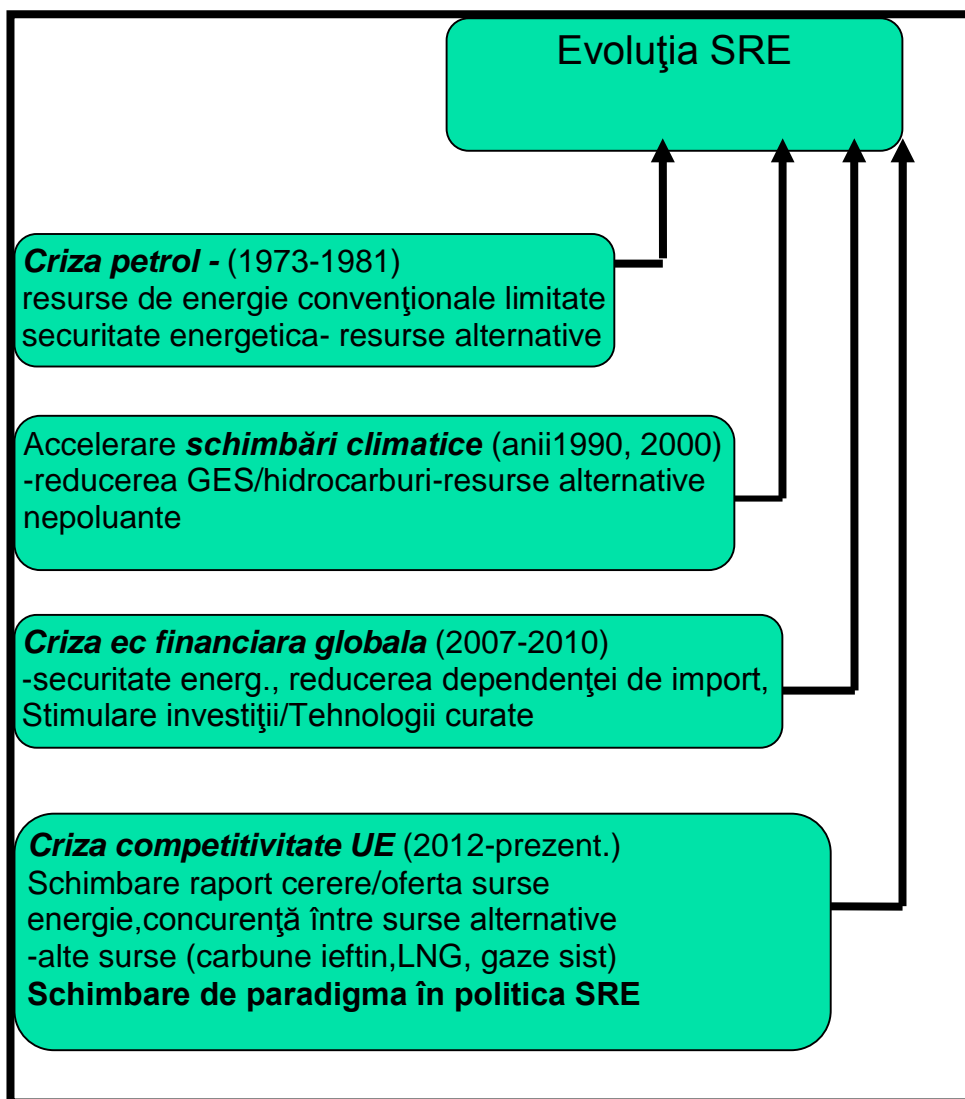 Evoluţia SRE
Criza petrol - (1973-1981)
resurse de energie convenţionale limitate
securitate energetica- resurse alternative
Accelerare schimbări climatice (anii1990, 2000)
-reducerea GES/hidrocarburi-resurse alternative
nepoluante
Criza ec financiara globala (2007-2010)
-securitate energ., reducerea dependenţei de import,
Stimulare investiţii/Tehnologii curate
Criza competitivitate UE (2012-prezent.)
Schimbare raport cerere/oferta surse
energie,concurenţă între surse alternative
-alte surse (carbune ieftin,LNG, gaze sist)
Schimbare de paradigma în politica SRE